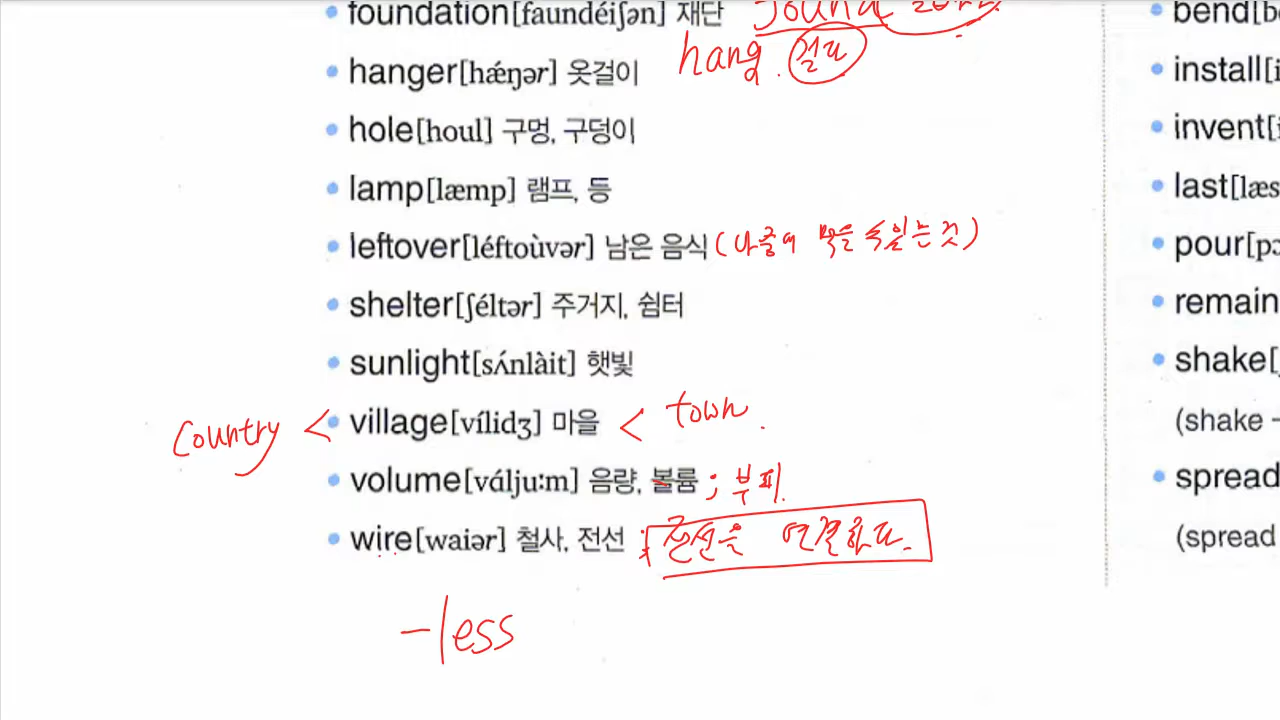 foundation[faundéiʃən] 재단 found
hanger[hǽŋər] 옷걸이 hang. 걸다
hole[houl] 구멍, 구덩이
lamp[læmp] 램프, 등
leftover[léftoùvər] 남은 음식 (나중에 먹을 수 있는 것)
shelter[ʃéltər] 주거지, 쉼터
sunlight[sʌ́nlàit] 햇빛
country < village[vílidʒ] 마을 < town.
volume[válju:m] 음량, 볼륨 ; 부피.
wire[waiər] 철사, 전선 ; 전선을 연결하다.
-less
bend
install
invent
last[læs
pour
remain
shake
(shake -
spread
(spread